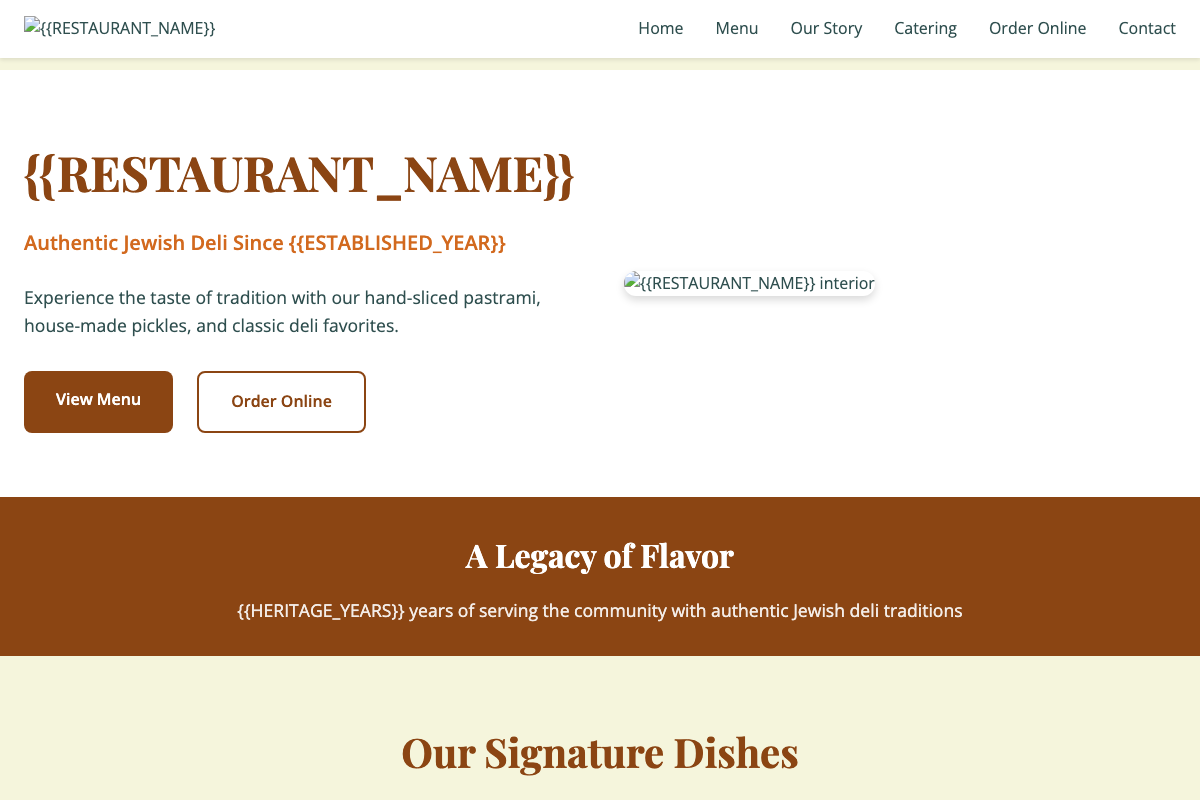 {{RESTAURANT_NAME}}
Home
Menu
Our Story
Catering
Order Online
Contact
{{RESTAURANT_NAME}}
Authentic Jewish Deli Since {{ESTABLISHED_YEAR}}
Experience the taste of tradition with our hand-sliced pastrami,
house-made pickles, and classic deli favorites.
View Menu
Order Online
{{RESTAURANT_NAME}} interior
A Legacy of Flavor
{{HERITAGE_YEARS}} years of serving the community with authentic Jewish deli traditions
Our Signature Dishes